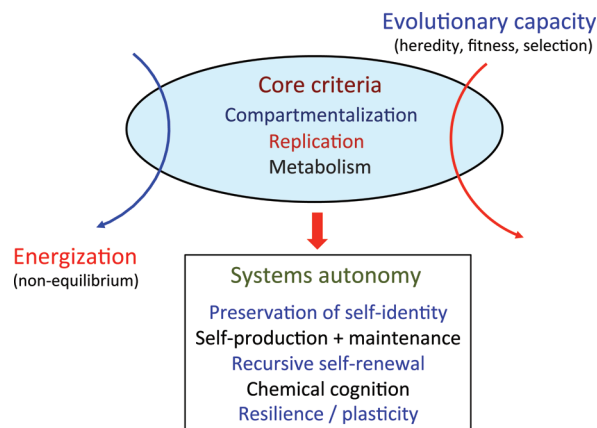 Evolutionary capacity
(heredity, fitness, selection)
Core criteria
Compartmentalization
Replication
Metabolism
Energization
(non-equilibrium)
Systems autonomy
Preservation of self-identity
Self-production + maintenance
Recursive self-renewal
Chemical cognition
Resilience / plasticity